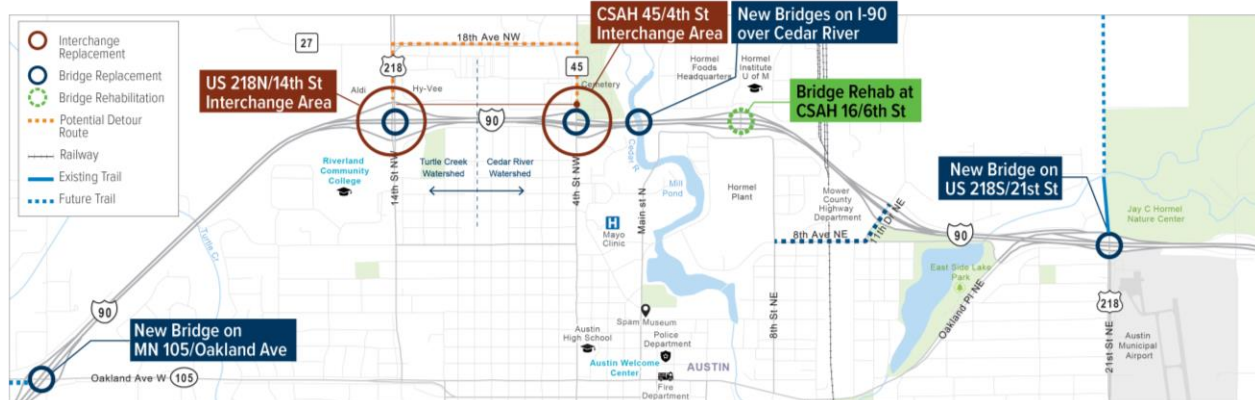 Interchange
Replacement
Bridge Replacement
Bridge Rehabilitation
Potential Detour
Route
Railway
Existing Trail
Future Trail
27
18th Ave NW
218
45
CSAH 45/4th St
Interchange Area
New Bridges on I-90
over Cedar River
Hormel
Foods
Headquarters
Hormel
Institute
U of M
US 218N/14th St
Interchange Area
Aldi
Hy-Vee
Cemetery
Bridge Rehab at
CSAH 16/6th St
90
Cedar R
Riverland
Community
College
14th St NW
Turtle Creek
Watershed
Cedar River
Watershed
4th St NW
Main st N
Mill
Pond
Hormel
Plant
Mower
County
Highway
Department
New Bridge on
US 218S/21st St
Jay C Hormel
Nature Center
Turtle Cr
H
Mayo
Clinic
8th Ave NE
11th Dr NE
90
East Side Lake
Park
90
New Bridge on
MN 105/Oakland Ave
Spam Museum
Austin
High School
Police
Department
8th St NE
Oakland Pl NE
218
21st St NE
Austin
Municipal
Airport
Austin Welcome
Center
AUSTIN
Oakland Ave W
105
Fire
Department